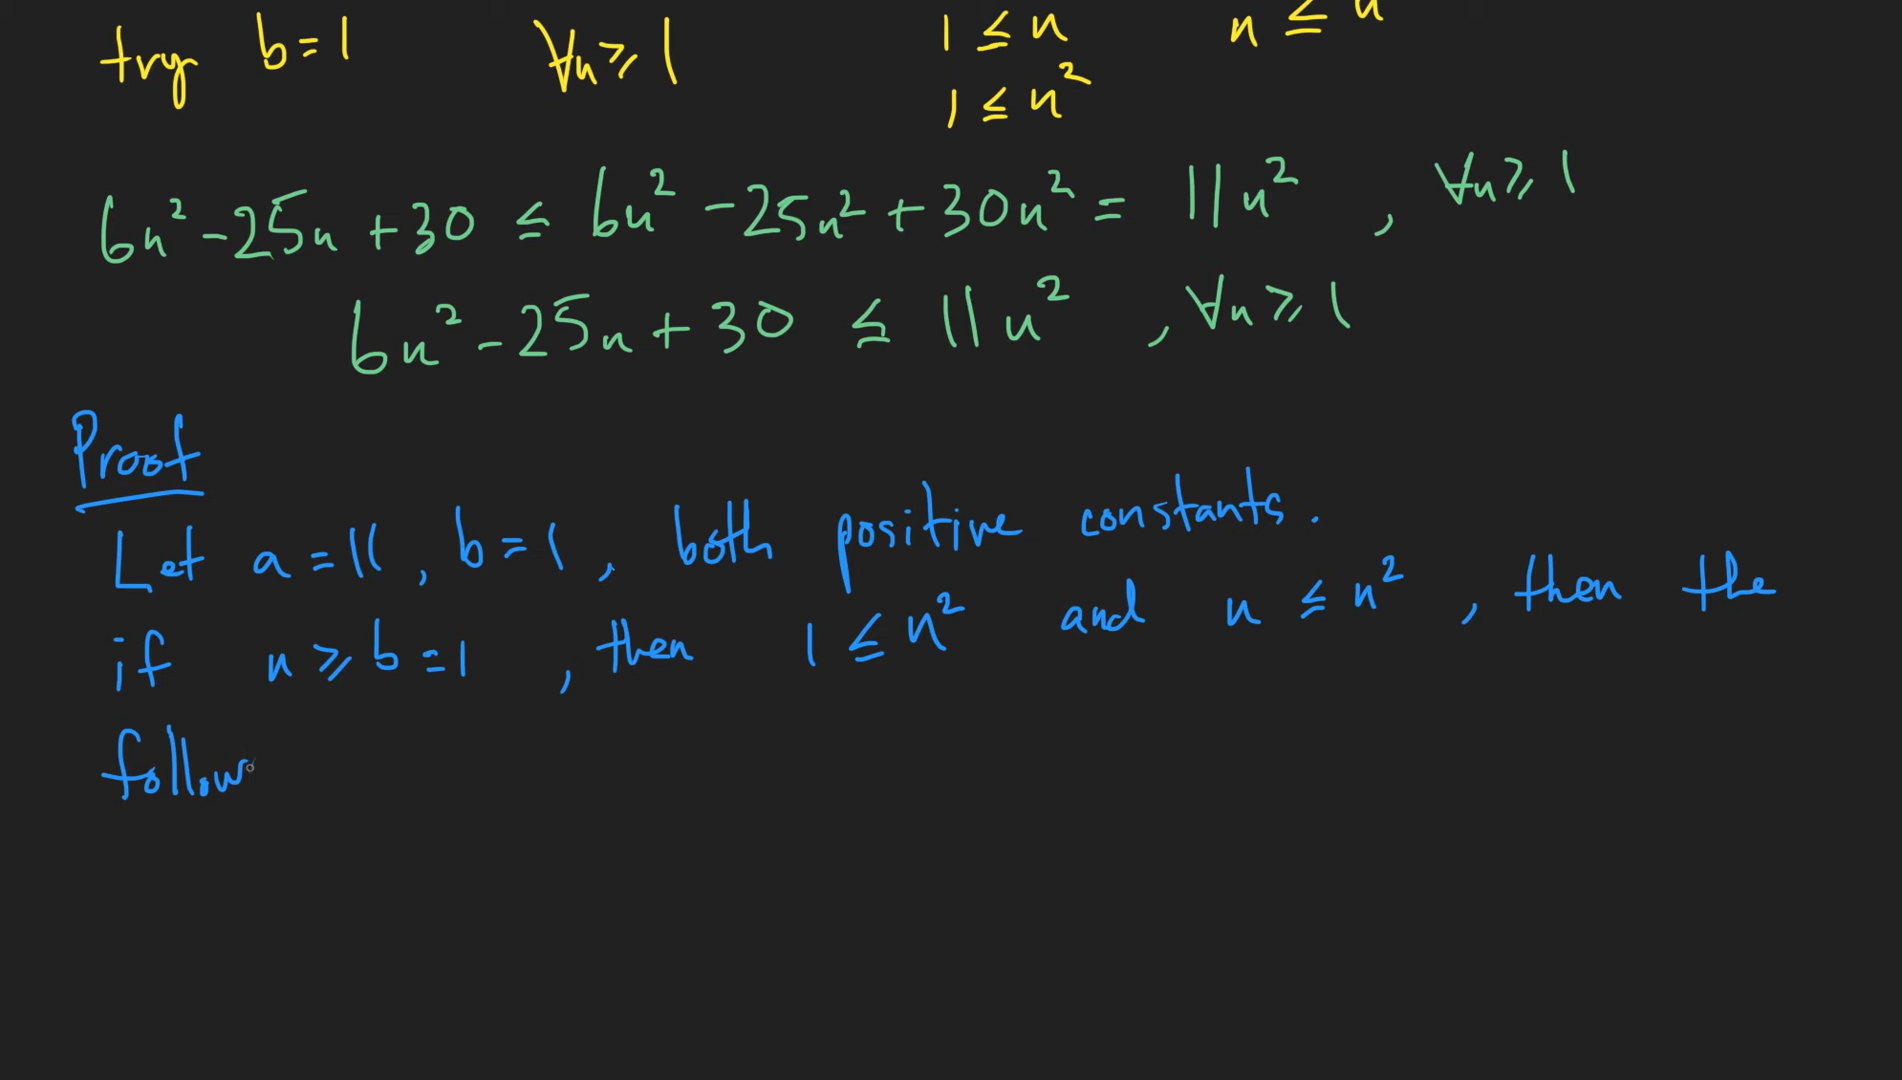 try b=1 ∀n⩾1 1 ≤ n n ≤ n
1 ≤ n²
6n² - 25n + 30 ≤ 6n² - 25n² + 30n² = 11n² , ∀n⩾1
6n² - 25n + 30 ≤ 11n² , ∀n⩾1
Proof
Let a = 11, b = 1, both positive constants.
if n ⩾ b = 1 , then 1 ≤ n² and n ≤ n² , then the
follow